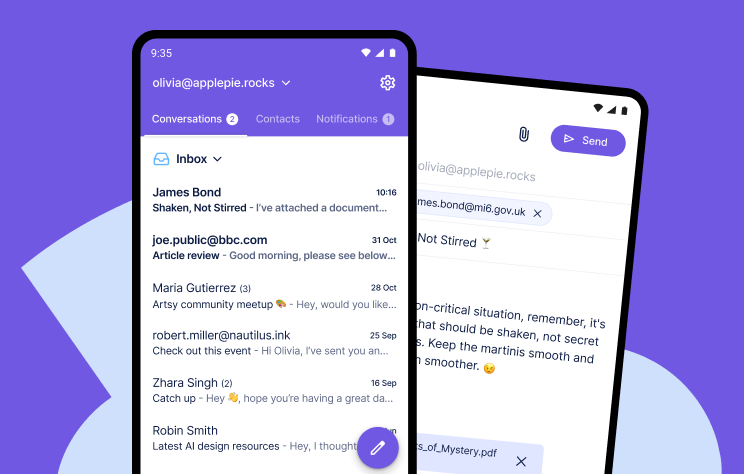 9:35
olivia@applepie.rocks
Conversations 2 Contacts Notifications 1
Inbox
James Bond 10:16
Shaken, Not Stirred - I've attached a document...
joe.public@bbc.com 31 Oct
Article review - Good morning, please see below...
Maria Gutierrez (3) 28 Oct
Artsy community meetup 🎨 - Hey, would you like...
robert.miller@nautilus.ink 25 Sep
Check out this event - Hi Olivia, I've sent you an...
Zhara Singh (2) 16 Sep
Catch up - Hey 👋, hope you're having a great da...
Robin Smith
Latest AI design resources - Hey, I thought
Send
olivia@applepie.rocks
mes.bond@mi6.gov.uk
Not Stirred 🍸
on-critical situation, remember, it's
that should be shaken, not secret
s. Keep the martinis smooth and
smoother. 😉
ts_of_Mystery.pdf